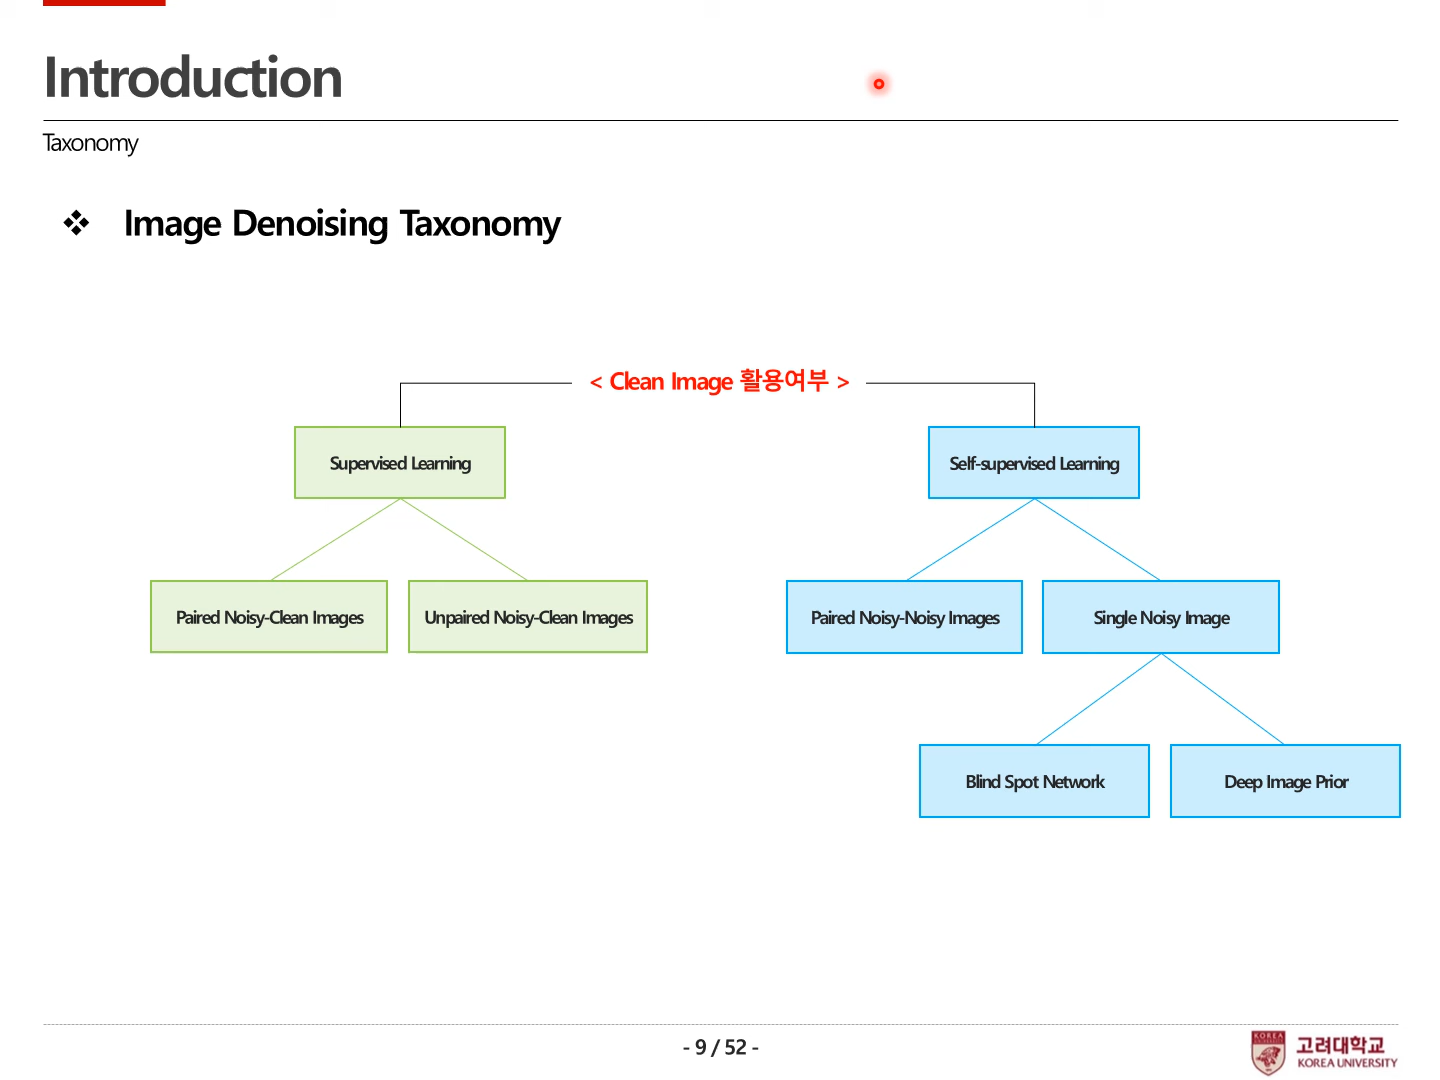 Introduction
Taxonomy
❖ Image Denoising Taxonomy
< Clean Image 활용여부 >
Supervised Learning
Self-supervised Learning
Paired Noisy-Clean Images
Unpaired Noisy-Clean Images
Paired Noisy-Noisy Images
Single Noisy Image
Blind Spot Network
Deep Image Prior
- 9 / 52 -
KOREA
고려대학교
KOREA UNIVERSITY